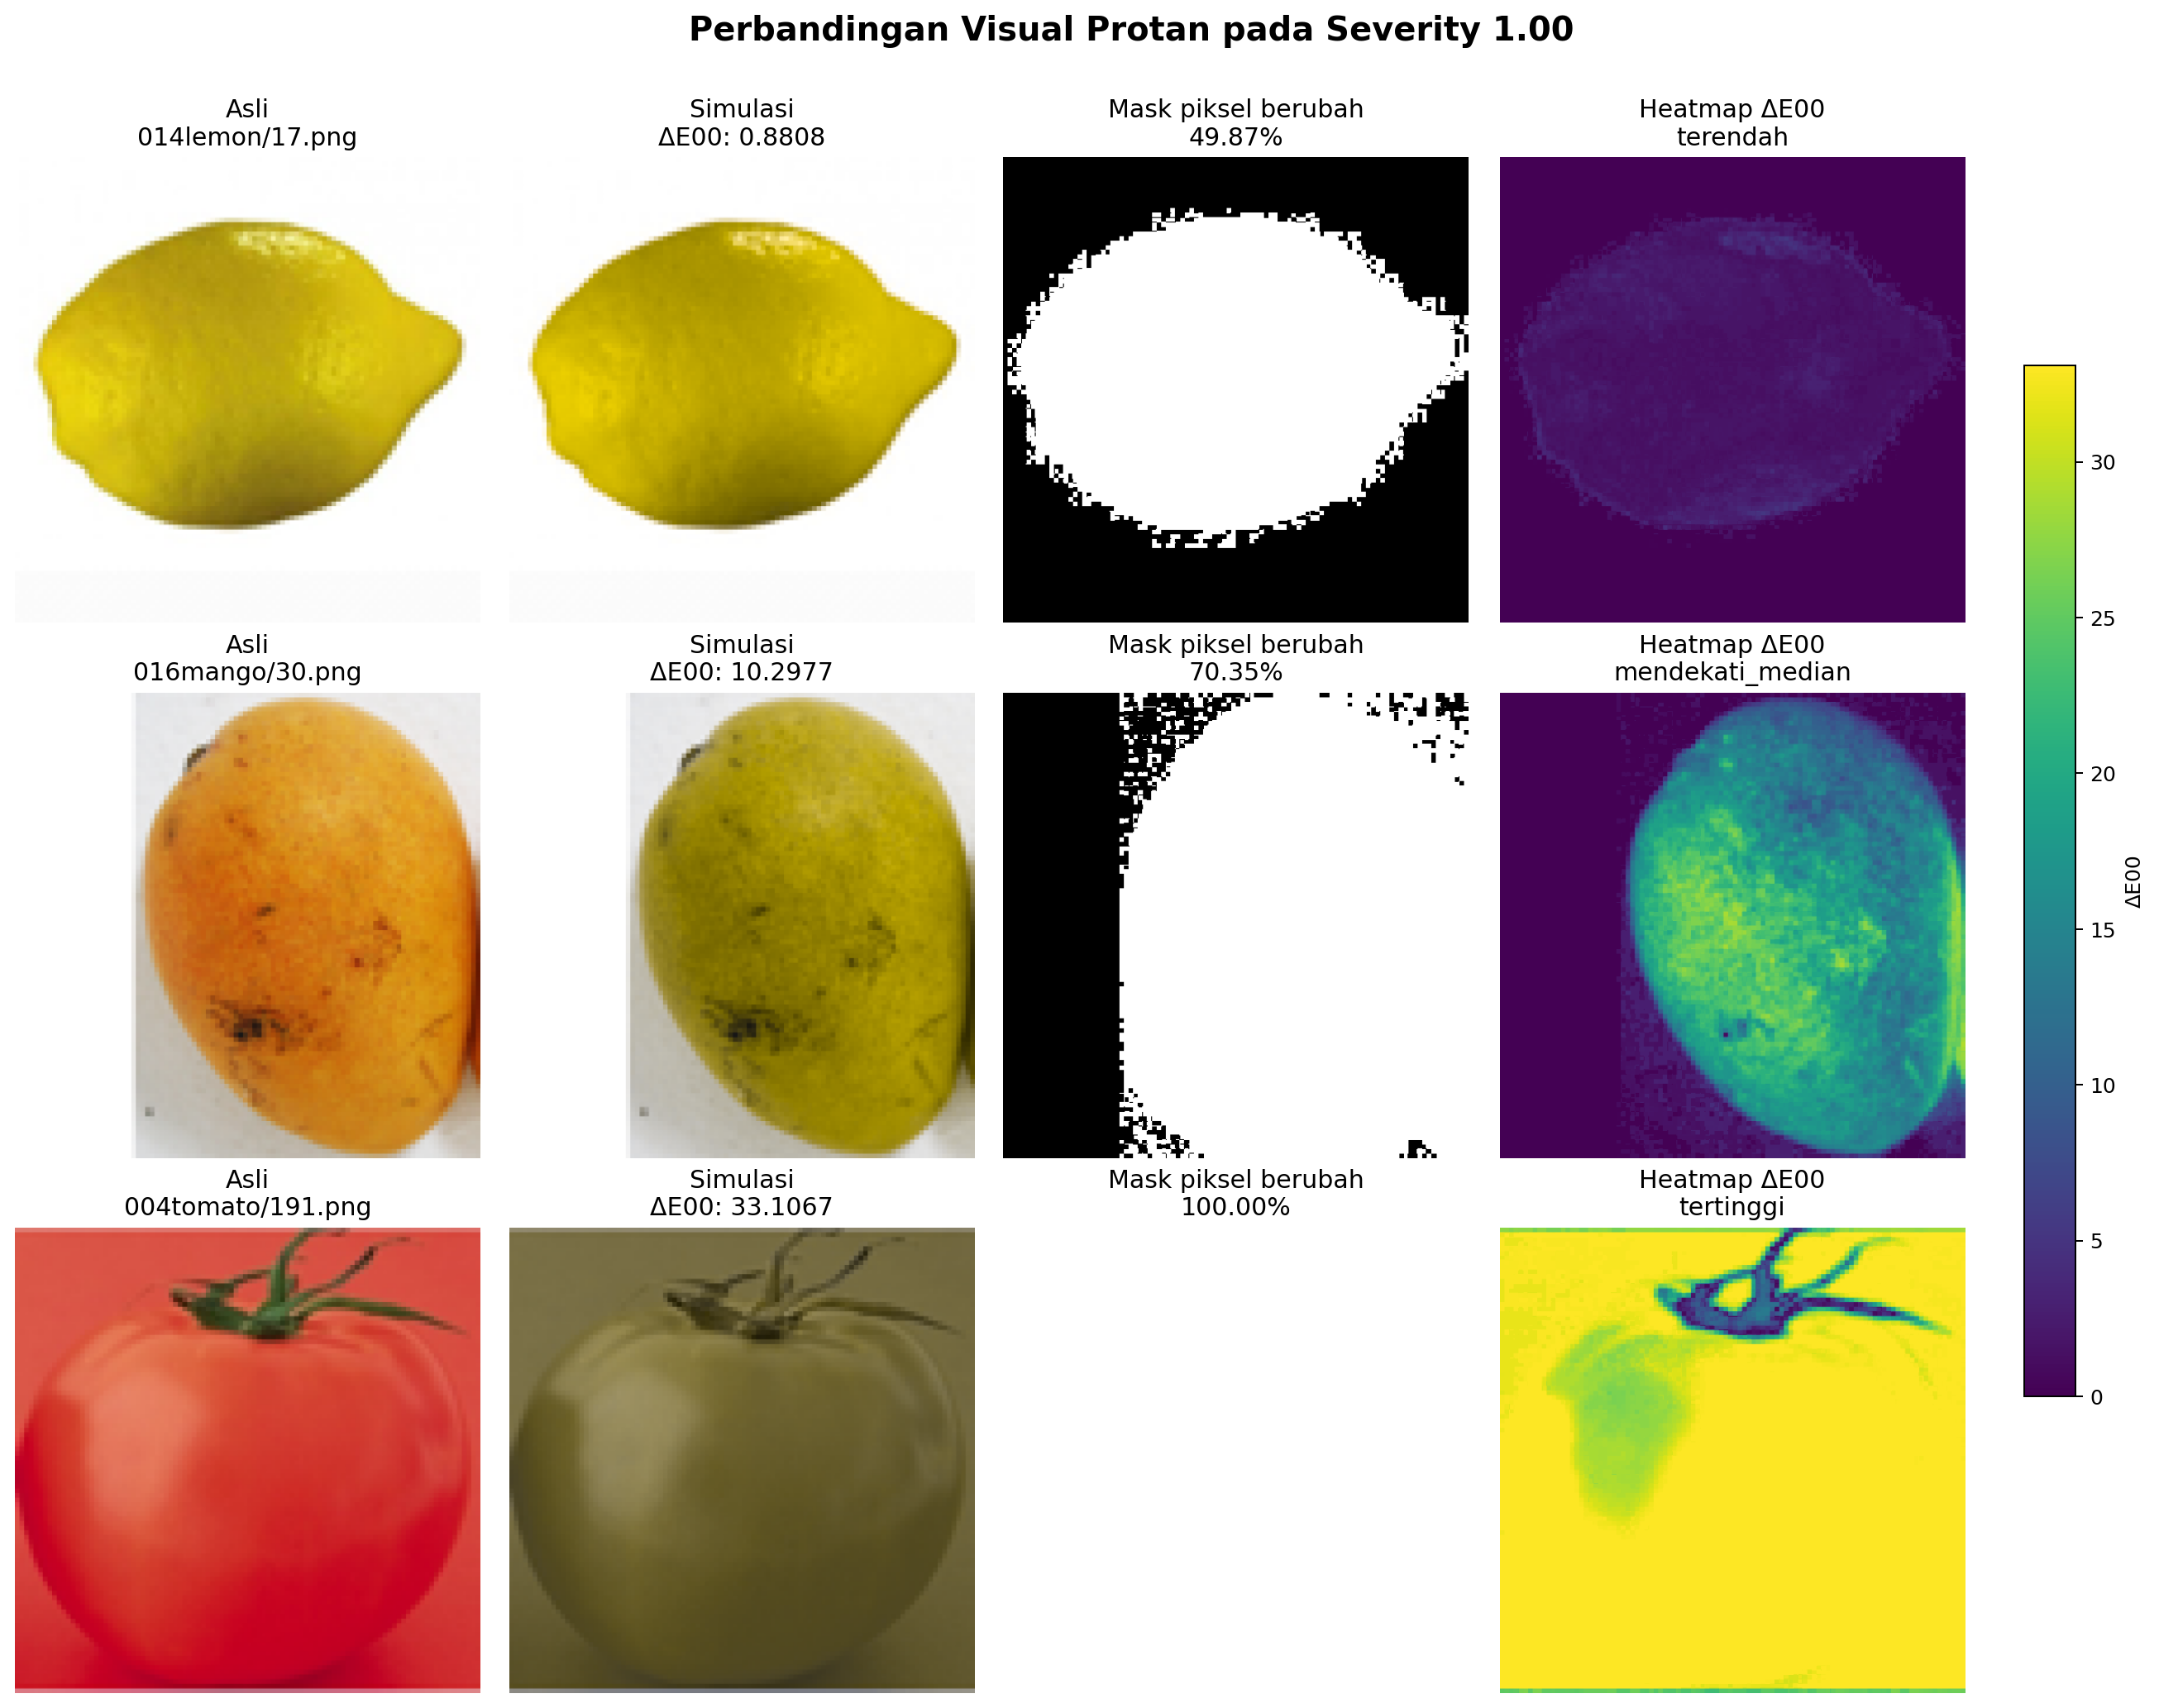 Perbandingan Visual Protan pada Severity 1.00
Asli
014lemon/17.png
Simulasi
ΔE00: 0.8808
Mask piksel berubah
49.87%
Heatmap ΔE00
terendah
Asli
016mango/30.png
Simulasi
ΔE00: 10.2977
Mask piksel berubah
70.35%
Heatmap ΔE00
mendekati_median
Asli
004tomato/191.png
Simulasi
ΔE00: 33.1067
Mask piksel berubah
100.00%
Heatmap ΔE00
tertinggi
30
25
20
15
10
5
0
ΔE00